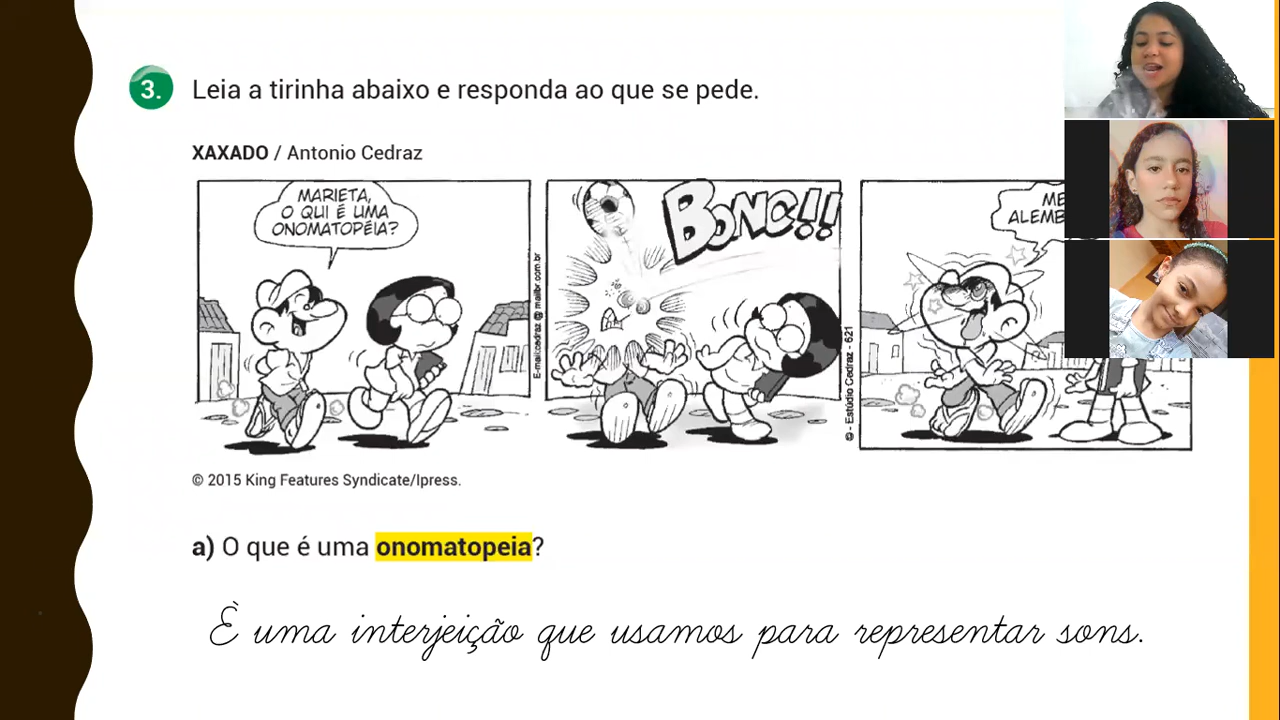 3. Leia a tirinha abaixo e responda ao que se pede.
XAXADO / Antonio Cedraz
MARIETA,
O QUI É UMA
ONOMATOPÉIA?
E-mail:cedraz @ mailbr.com.br
BONC!!
© - Estúdio Cedraz - 621
© 2015 King Features Syndicate/Ipress.
a) O que é uma onomatopeia?
È uma interjeição que usamos para representar sons.